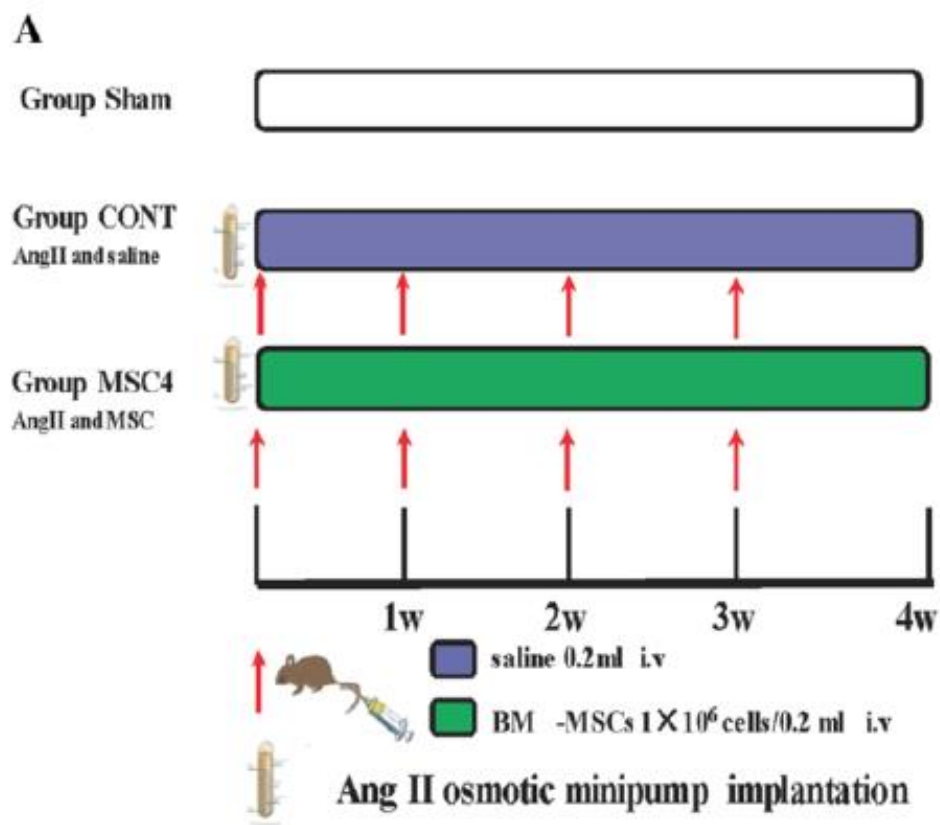 A
Group Sham
Group CONT
AngII and saline
Group MSC4
AngII and MSC
1w 2w 3w 4w
saline 0.2ml i.v
BM -MSCs 1×10⁶ cells/0.2 ml i.v
Ang II osmotic minipump implantation